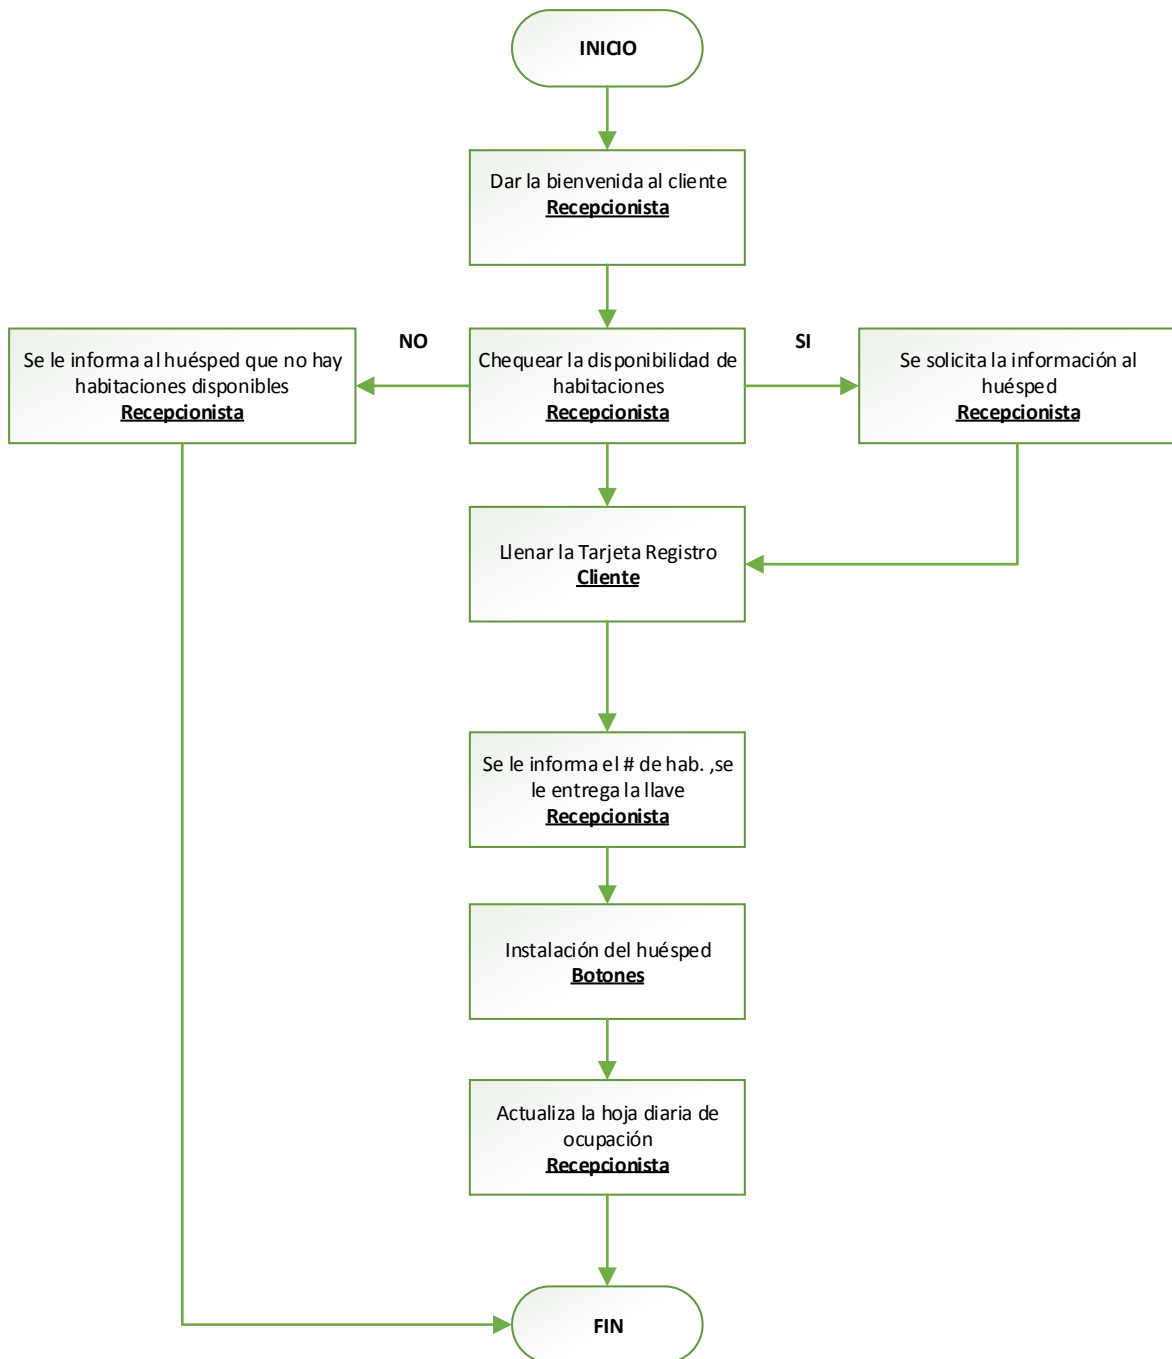 INICIO
Dar la bienvenida al cliente
Recepcionista
NO
SI
Se le informa al huésped que no hay
habitaciones disponibles
Recepcionista
Chequear la disponibilidad de
habitaciones
Recepcionista
Se solicita la información al
huésped
Recepcionista
Llenar la Tarjeta Registro
Cliente
Se le informa el # de hab. ,se
le entrega la llave
Recepcionista
Instalación del huésped
Botones
Actualiza la hoja diaria de
ocupación
Recepcionista
FIN